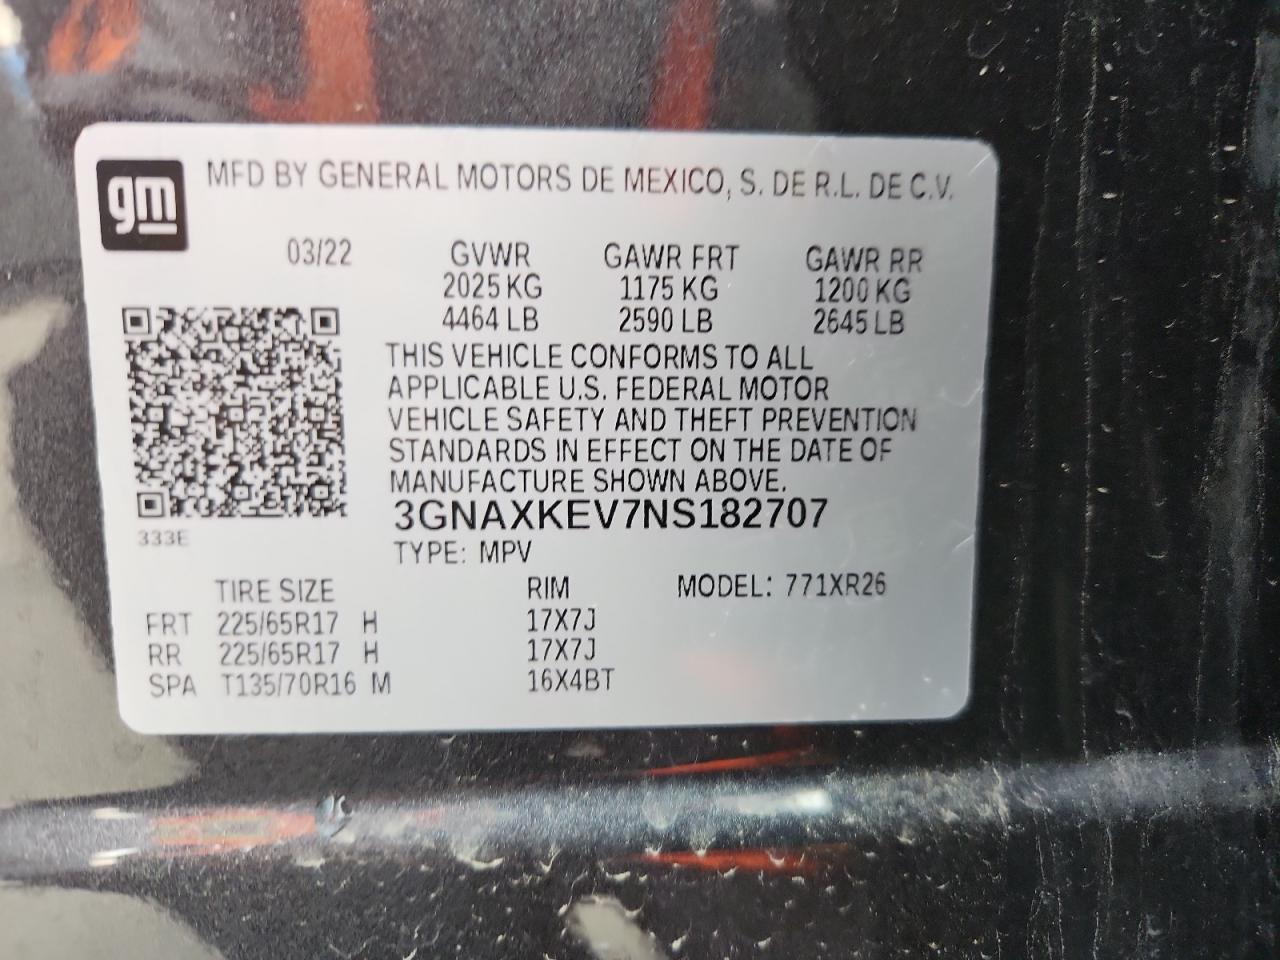 gm
MFD BY GENERAL MOTORS DE MEXICO, S. DE R.L. DE C.V.
03/22 GVWR GAWR FRT GAWR RR
2025 KG 1175 KG 1200 KG
4464 LB 2590 LB 2645 LB
THIS VEHICLE CONFORMS TO ALL
APPLICABLE U.S. FEDERAL MOTOR
VEHICLE SAFETY AND THEFT PREVENTION
STANDARDS IN EFFECT ON THE DATE OF
MANUFACTURE SHOWN ABOVE.
3GNAXKEV7NS182707
333E
TYPE: MPV
TIRE SIZE RIM MODEL: 771XR26
FRT 225/65R17 H 17X7J
RR 225/65R17 H 17X7J
SPA T135/70R16 M 16X4BT